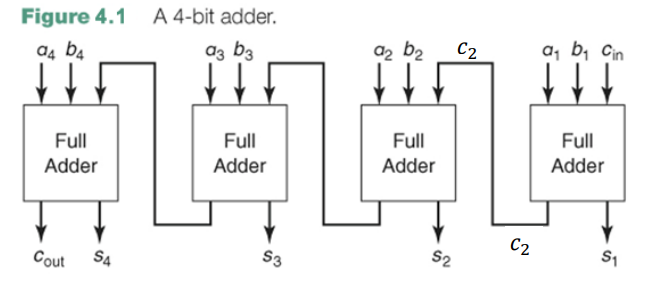 Figure 4.1 A 4-bit adder.
a₄ b₄ a₃ b₃ a₂ b₂ c₂ a₁ b₁ cᵢₙ
Full Adder
Full Adder
Full Adder
Full Adder
cₒᵤₜ s₄ s₃ s₂ c₂ s₁